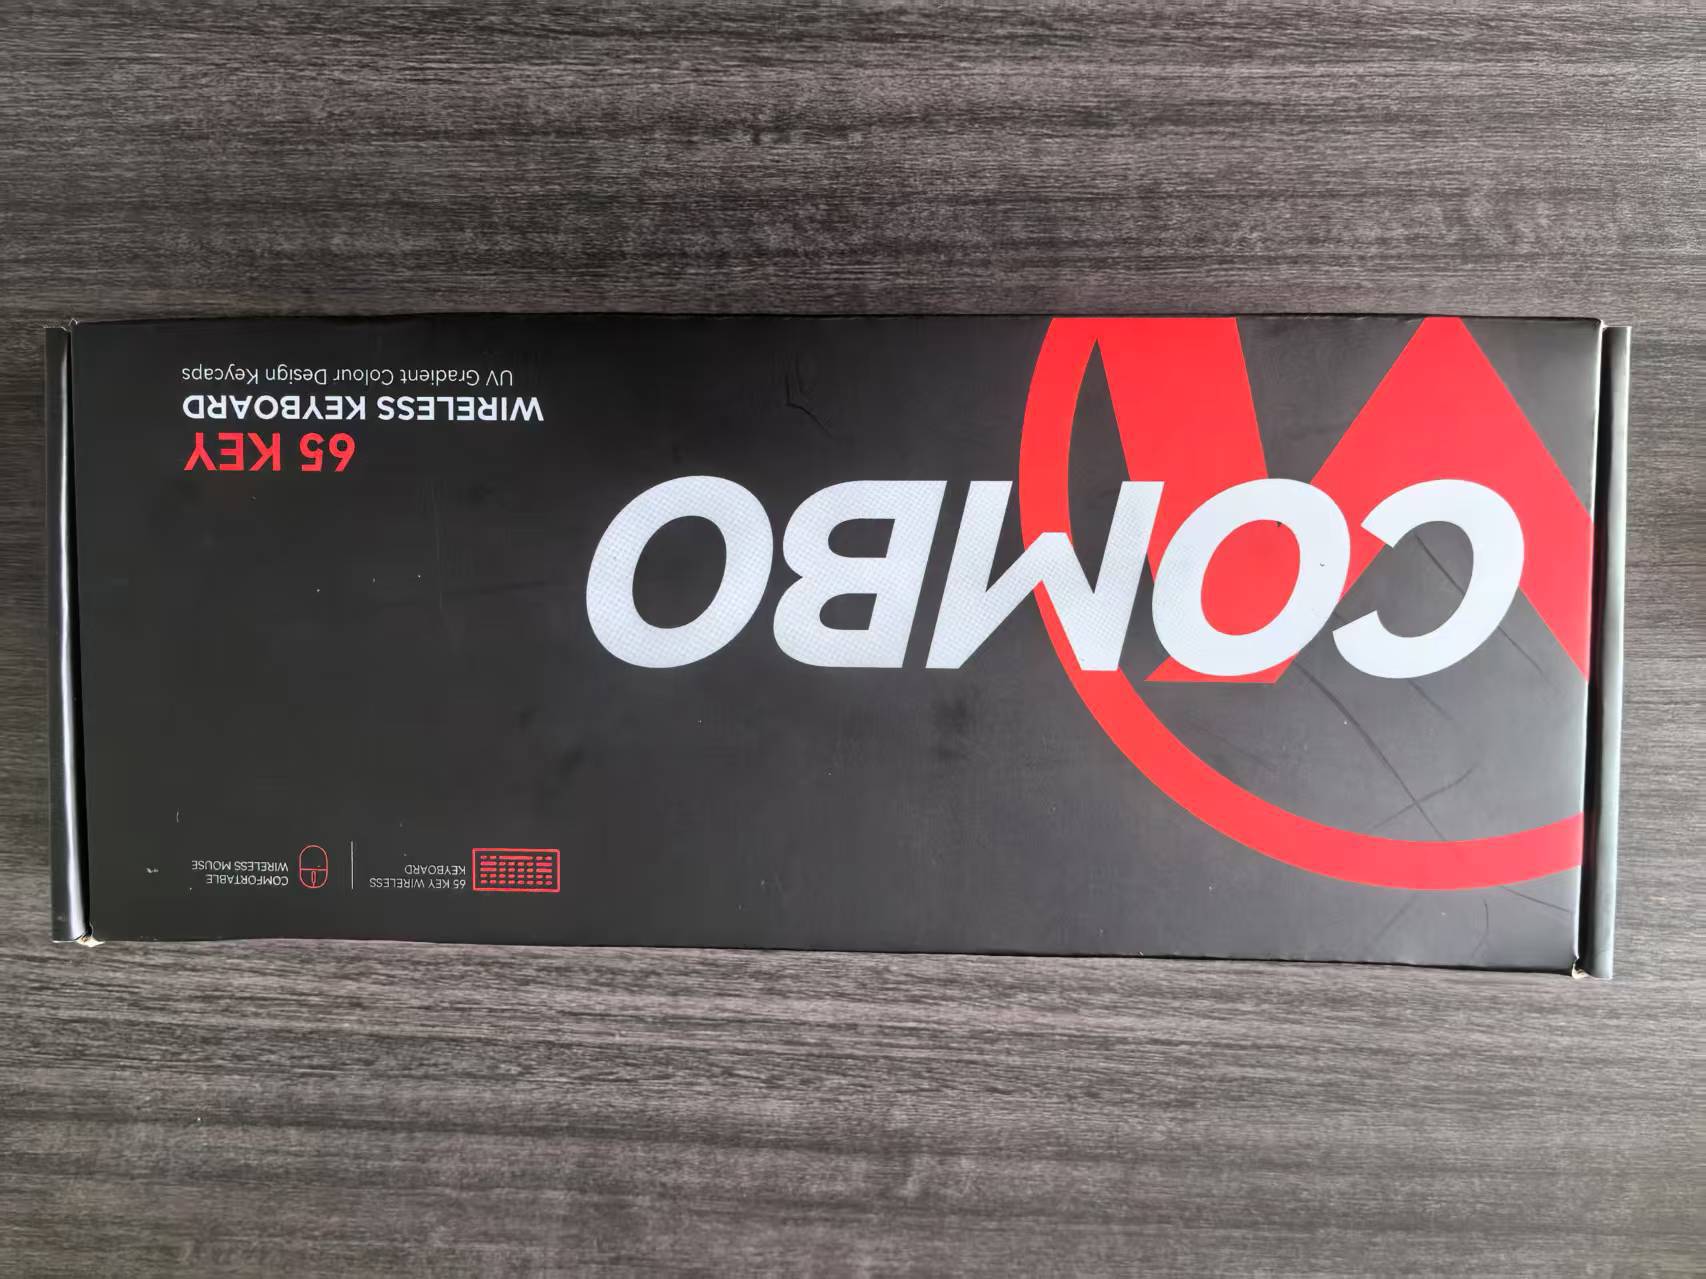 65 KEY WIRELESS
KEYBOARD
COMFORTABLE
WIRELESS MOUSE
COMBO
65 KEY
WIRELESS KEYBOARD
UV Gradient Colour Design Keycaps